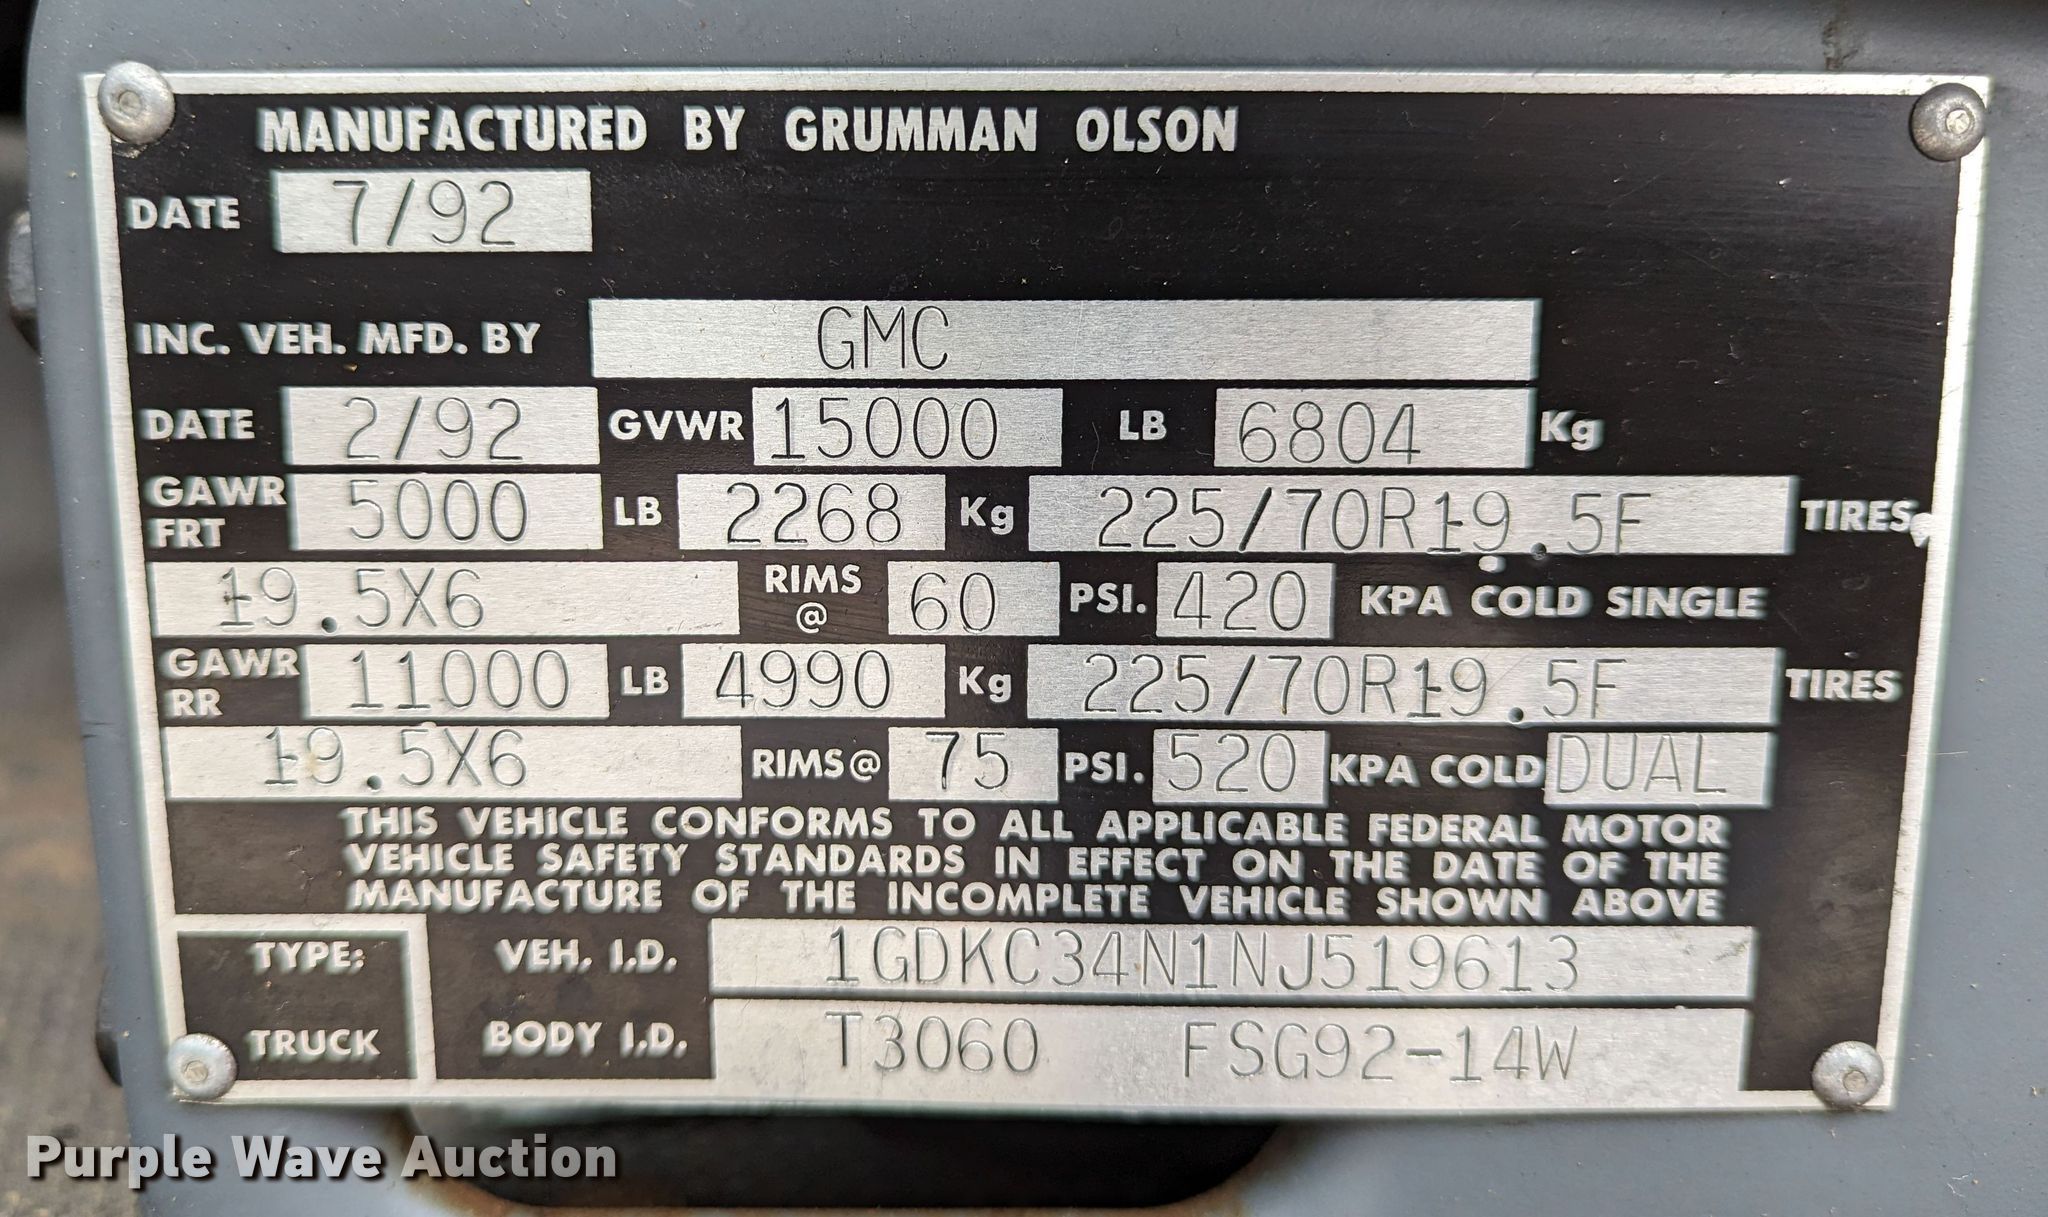 MANUFACTURED BY GRUMMAN OLSON
DATE 7/92
INC. VEH. MFD. BY GMC
DATE 2/92 GVWR 15000 LB 6804 Kg
GAWR FRT 5000 LB 2268 Kg 225/70R19.5F TIRES
19.5X6 RIMS @ 60 PSI. 420 KPA COLD SINGLE
GAWR RR 11000 LB 4990 Kg 225/70R19.5F TIRES
19.5X6 RIMS@ 75 PSI. 520 KPA COLD DUAL
THIS VEHICLE CONFORMS TO ALL APPLICABLE FEDERAL MOTOR
VEHICLE SAFETY STANDARDS IN EFFECT ON THE DATE OF THE
MANUFACTURE OF THE INCOMPLETE VEHICLE SHOWN ABOVE
TYPE: VEH. I.D. 1GDKC34N1NJ519613
TRUCK BODY I.D. T3060 FSG92-14W
Purple Wave Auction